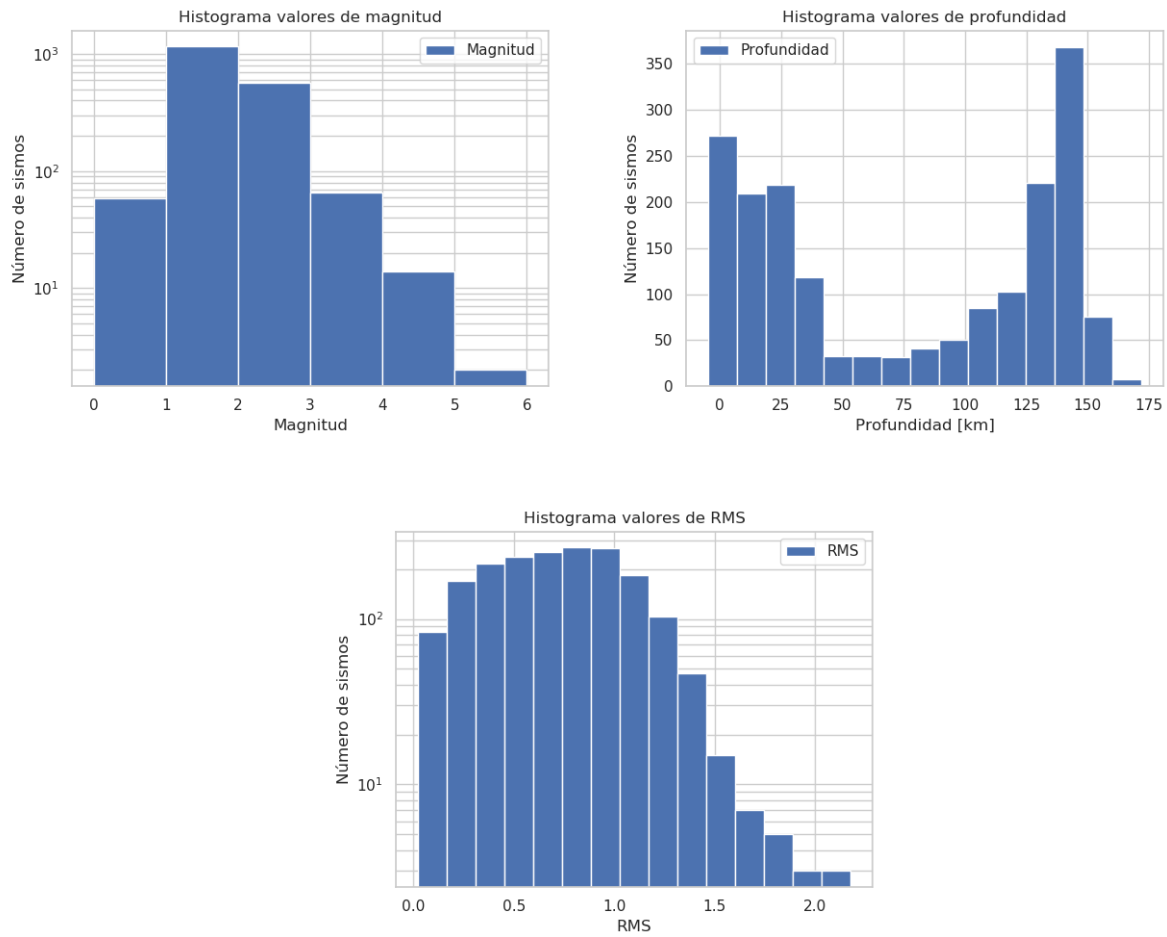 Histograma valores de magnitud
Magnitud
Número de sismos
10³
10²
10¹
0 1 2 3 4 5 6
Magnitud
Histograma valores de profundidad
Profundidad
Número de sismos
350
300
250
200
150
100
50
0
0 25 50 75 100 125 150 175
Profundidad [km]
Histograma valores de RMS
RMS
Número de sismos
10²
10¹
0.0 0.5 1.0 1.5 2.0
RMS